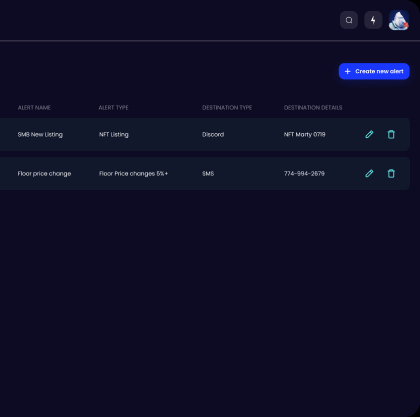 + Create new alert
ALERT NAME ALERT TYPE DESTINATION TYPE DESTINATION DETAILS
SMB New Listing NFT Listing Discord NFT Marty 0719
Floor price change Floor Price changes 5%+ SMS 774-994-2679